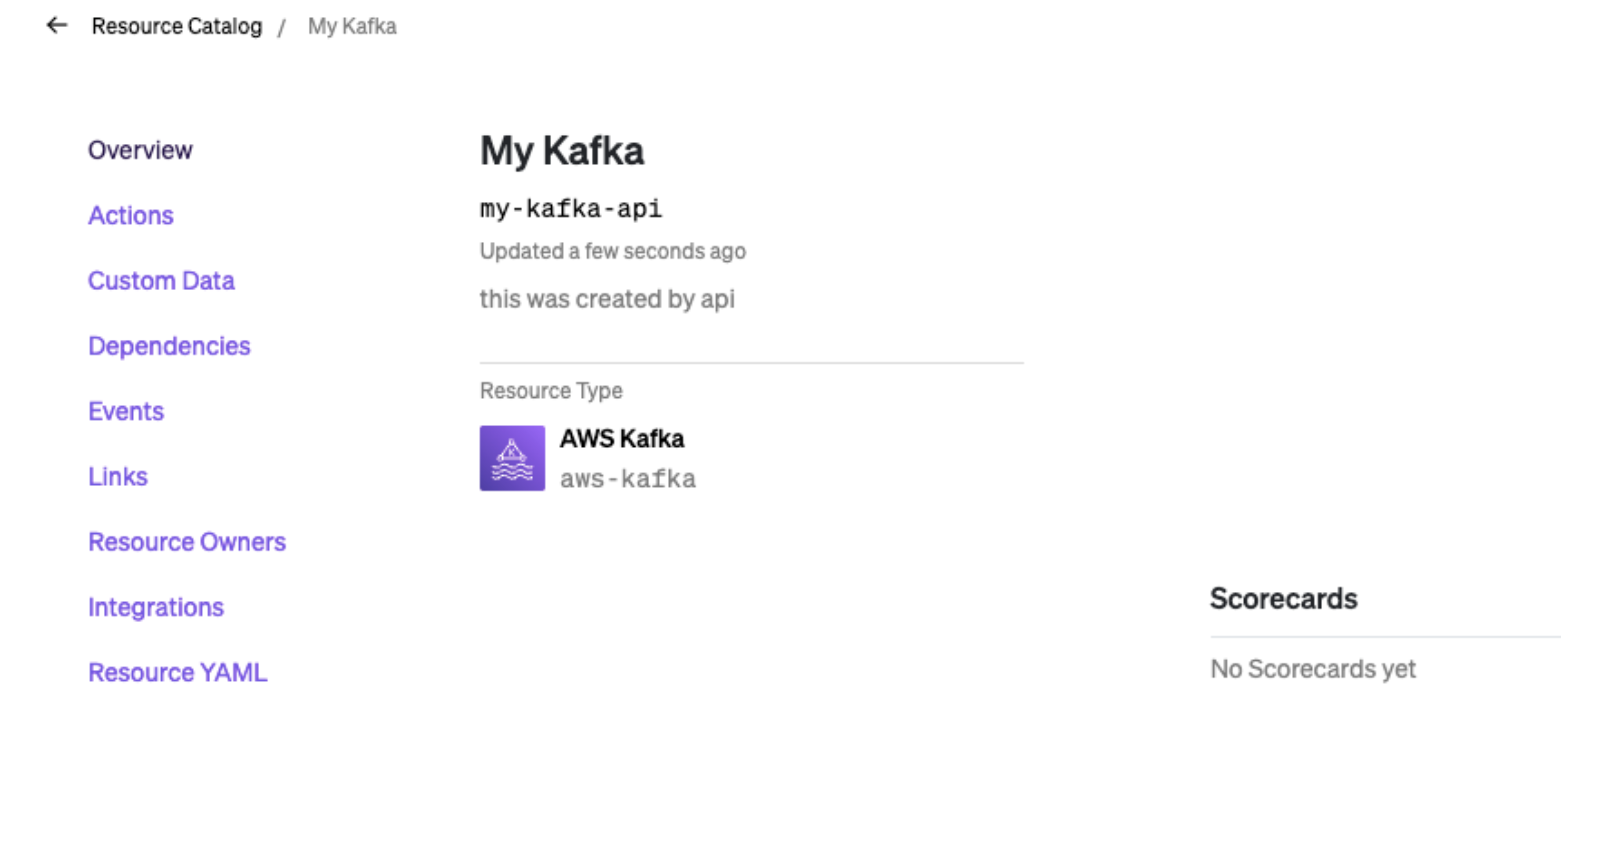 ← Resource Catalog / My Kafka
Overview
Actions
Custom Data
Dependencies
Events
Links
Resource Owners
Integrations
Resource YAML
My Kafka
my-kafka-api
Updated a few seconds ago
this was created by api
Resource Type
K
AWS Kafka
aws-kafka
Scorecards
No Scorecards yet